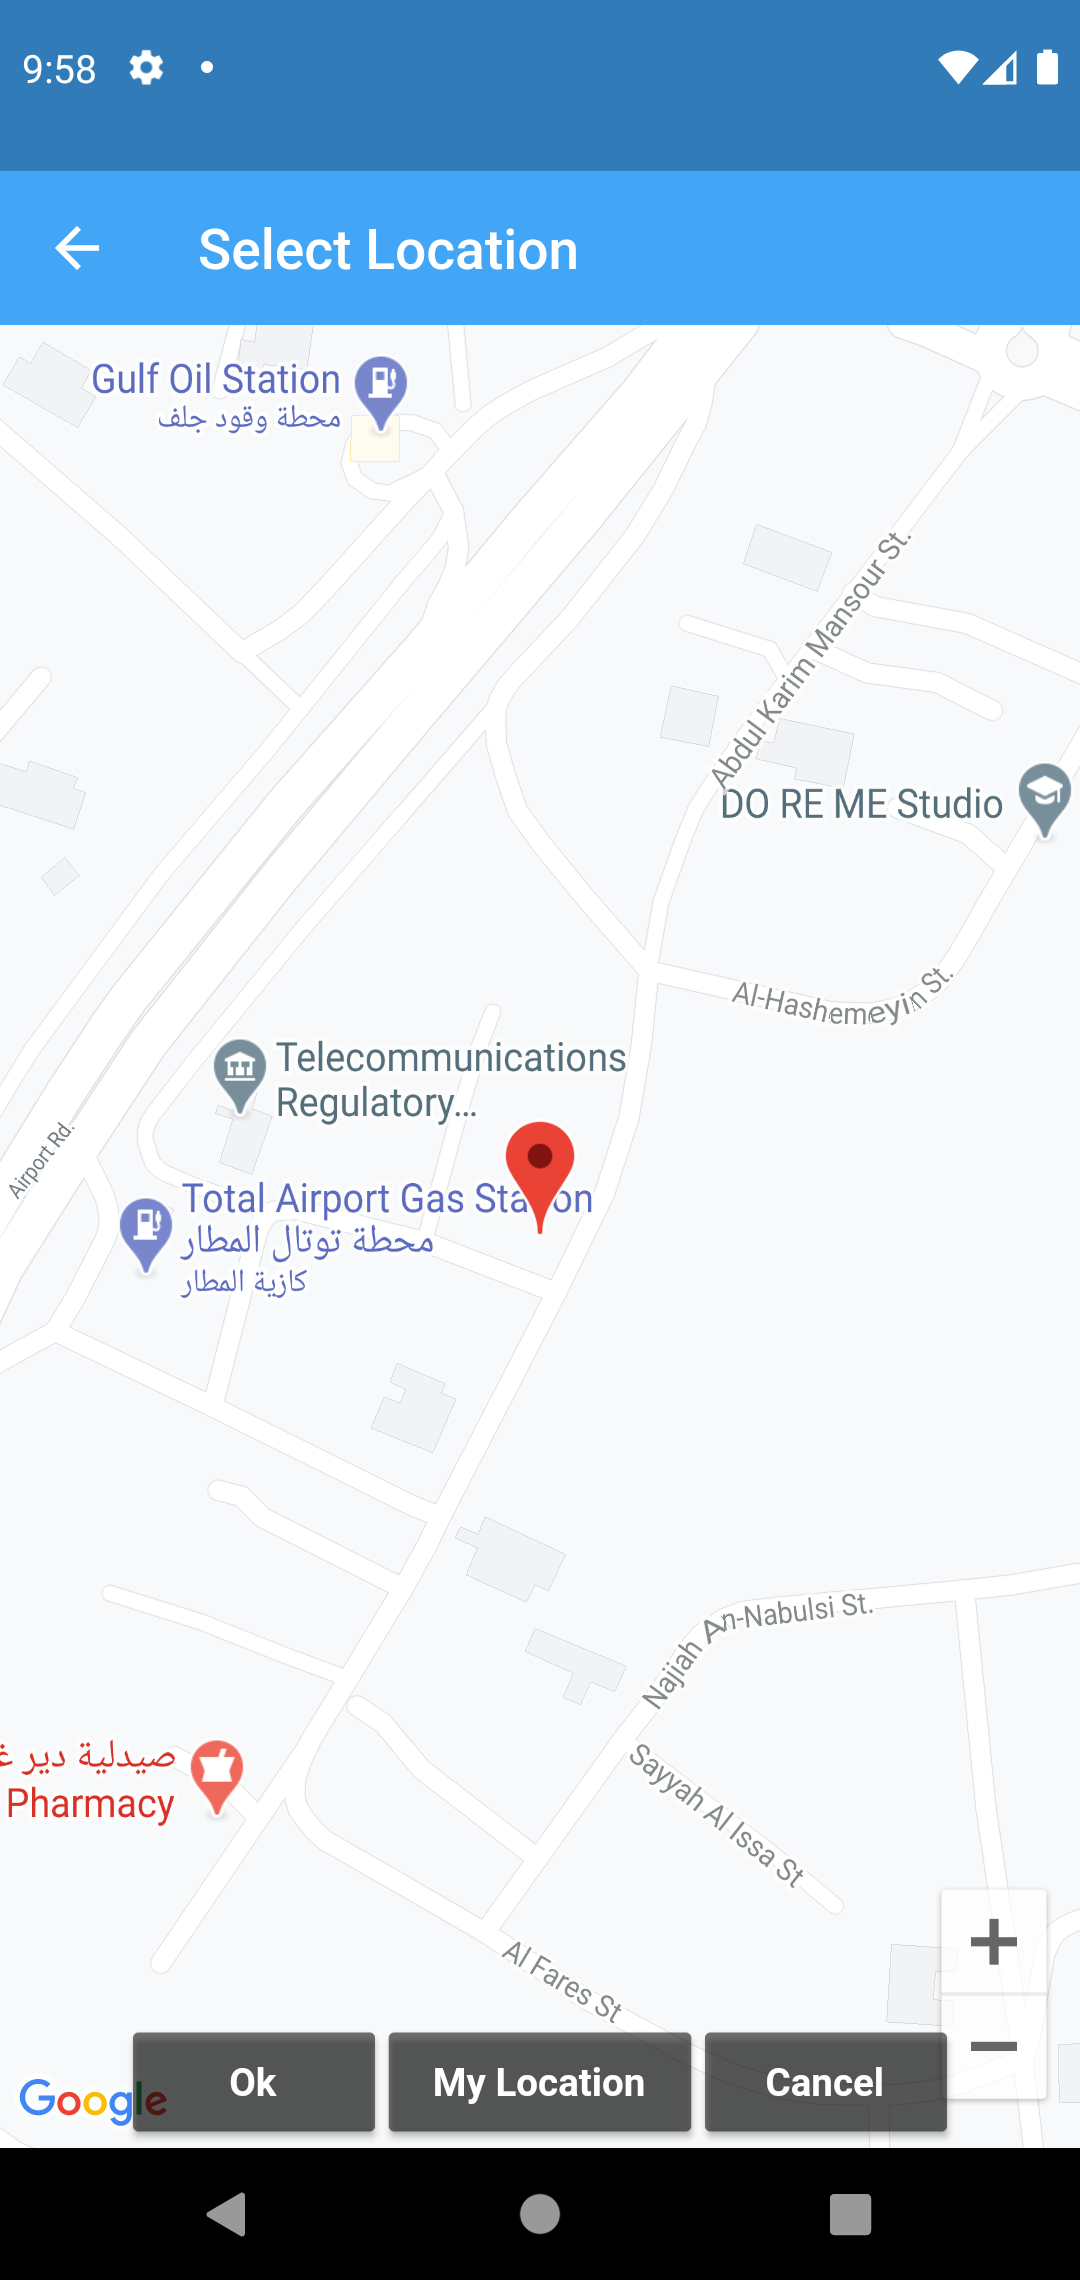 9:58
Select Location
Gulf Oil Station
محطة وقود جلف
Abdul Karim Mansour St.
DO RE ME Studio
Al-Hashemeyin St.
Telecommunications
Regulatory...
Airport Rd.
Total Airport Gas Station
محطة توتال المطار
كازية المطار
Najiah An-Nabulsi St.
Sayyah Al Issa St
صيدلية دير غ
Pharmacy
Al Fares St
Google
Ok
My Location
Cancel